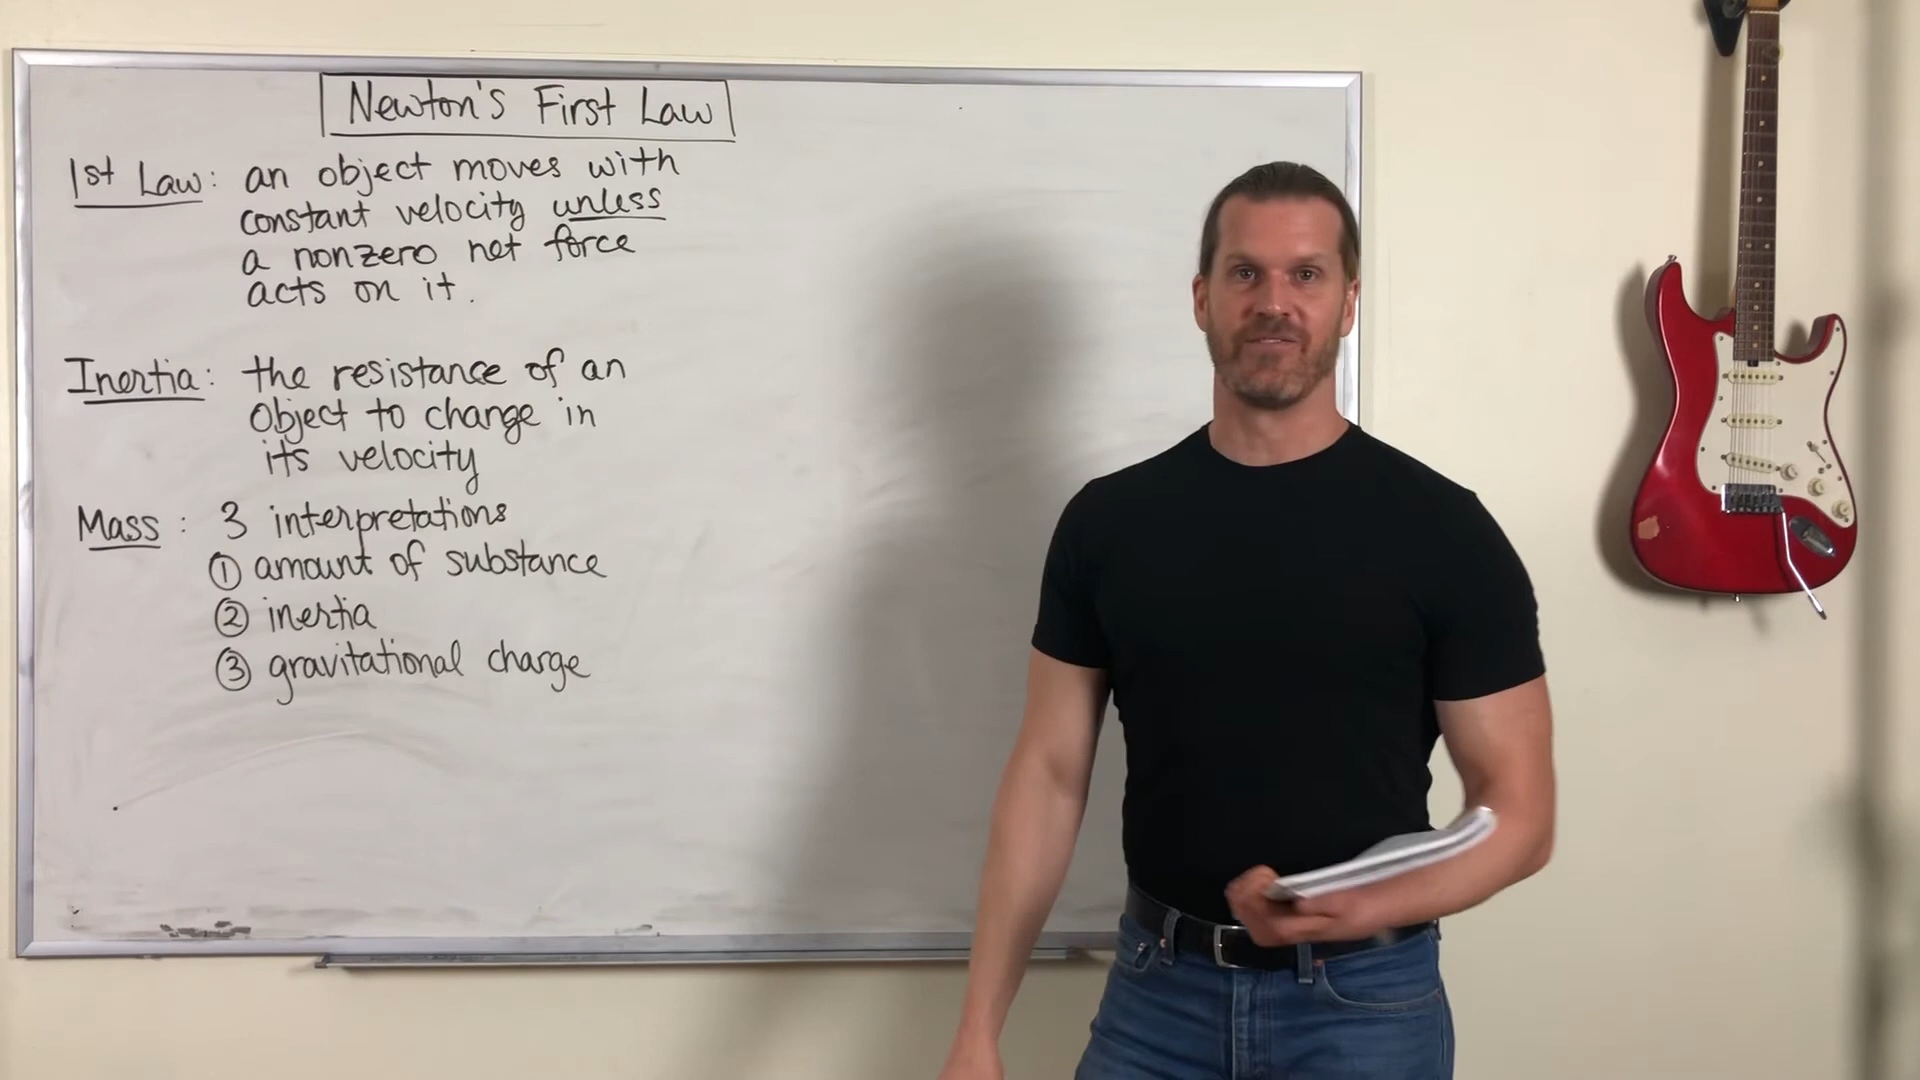 Newton's First Law
1st Law: an object moves with
constant velocity unless
a nonzero net force
acts on it.
Inertia: the resistance of an
object to change in
its velocity
Mass: 3 interpretations
① amount of substance
② inertia
③ gravitational charge